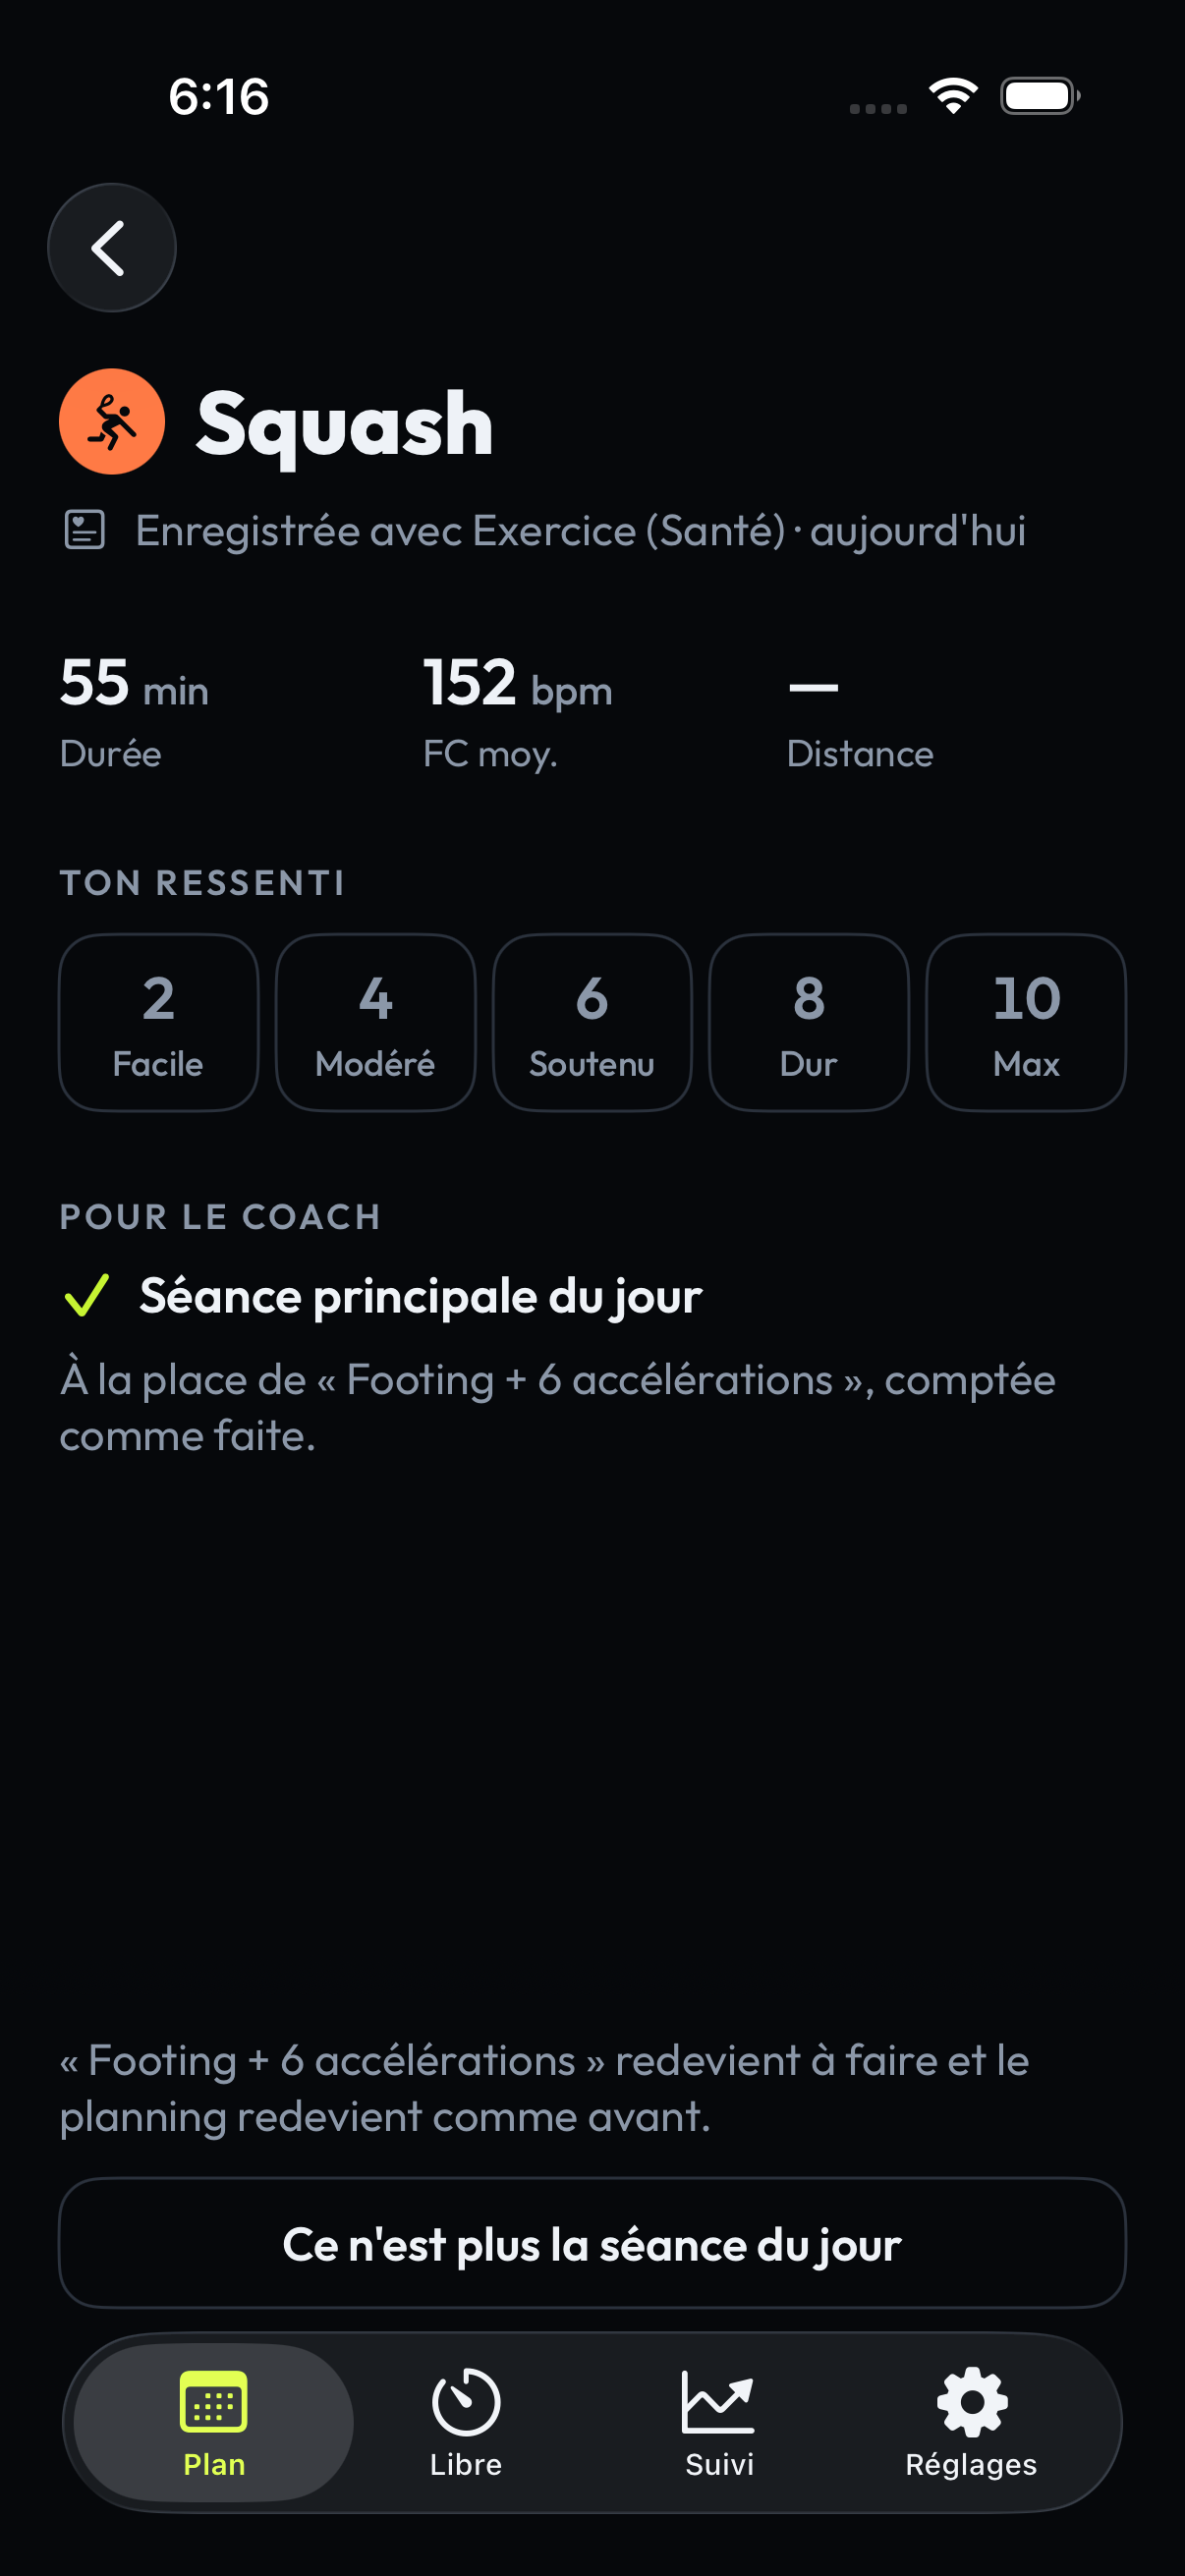 6:16
Squash
Enregistrée avec Exercice (Santé) · aujourd'hui
55 min
152 bpm
—
Durée
FC moy.
Distance
TON RESSENTI
2
4
6
8
10
Facile
Modéré
Soutenu
Dur
Max
POUR LE COACH
Séance principale du jour
À la place de « Footing + 6 accélérations », comptée
comme faite.
« Footing + 6 accélérations » redevient à faire et le
planning redevient comme avant.
Ce n'est plus la séance du jour
Plan
Libre
Suivi
Réglages